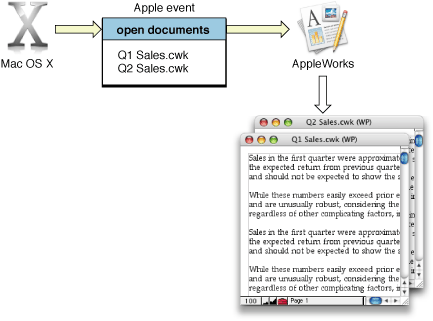 Apple event
open documents
Q1 Sales.cwk
Q2 Sales.cwk
Mac OS X
AppleWorks
Q2 Sales.cwk (WP)
Q1 Sales.cwk (WP)
Sales in the first quarter were approximat
the expected return from previous quarte
and should not be expected to show the s
While these numbers easily exceed prior e
and are unusually robust, considering the
regardless of other complicating factors,
Sales in the first quarter were approximat
the expected return from previous quarte
and should not be expected to show the s
While these numbers easily exceed prior e
and are unusually robust, considering the
regardless of other complicating factors,
100 Page 1